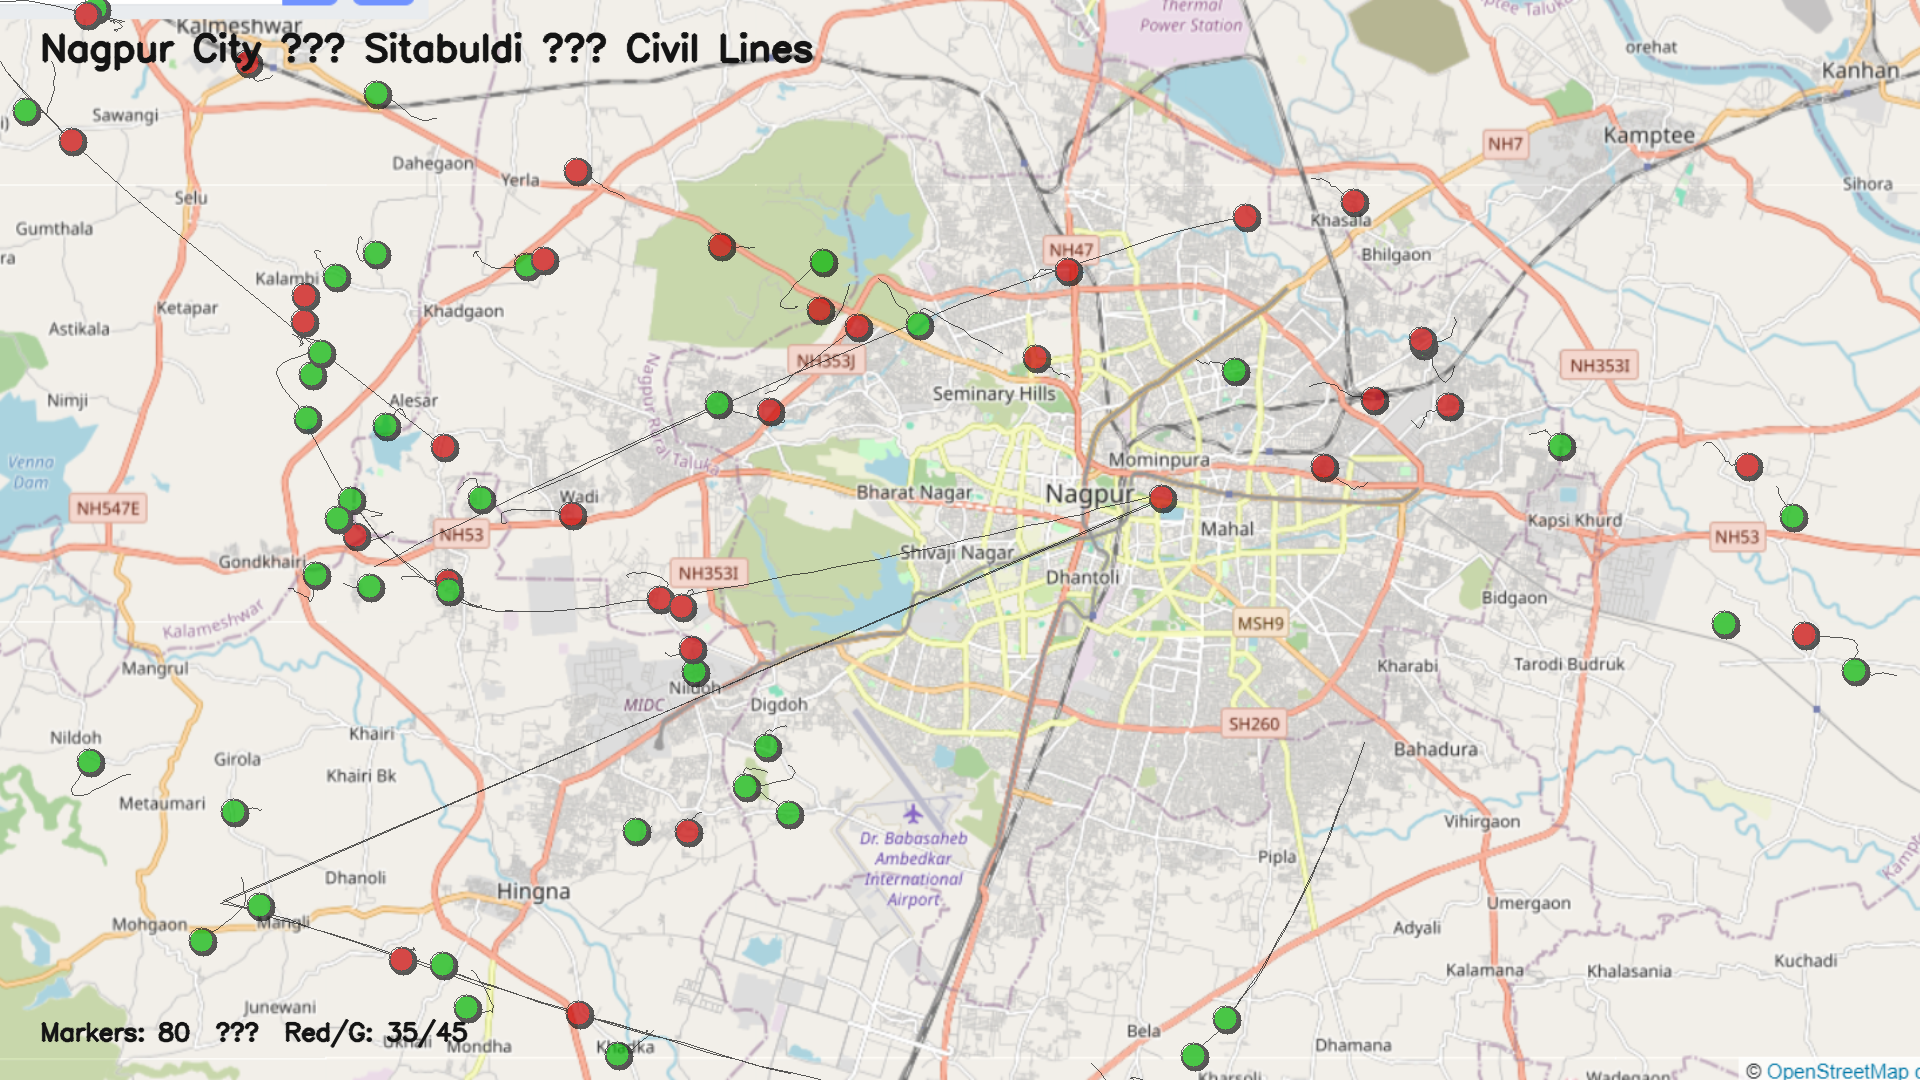 Thermal
Power Station
Kalmeshwar
Nagpur City ??? Sitabuldi ??? Civil Lines
orehat
Kanhan
Sawangi
Kamptee
NH7
Dahegaon
Yerla
Selu
Sihora
Khasala
Gumthala
NH47
Bhilgaon
Kalambi
Ketapar
Khadgaon
Astikala
NH353J
NH353I
Nagpur Rural Taluka
Seminary Hills
Nimji
Alesar
Mominpura
Venna
Dam
Bharat Nagar
Nagpur
Wadi
NH547E
Kapsi Khurd
Mahal
NH53
NH53
Shivaji Nagar
Gondkhairi
NH353I
Dhantoli
Bidgaon
Kalameshwar
MSH9
Mangrul
Kharabi
Tarodi Budruk
Nildoh
MIDC
Digdoh
SH260
Nildoh
Khairi
Bahadura
Girola
Khairi Bk
Metaumari
Vihirgaon
Dr. Babasaheb
Ambedkar
International
Airport
Pipla
Dhanoli
Hingna
Umergaon
Mohgaon
Mangli
Adyali
Kuchadi
Kalamana
Khalasania
Junewani
Markers: 80 ??? Red/G: 35/45
Mondha
Khadka
Bela
Dhamana
Kharsoli
Wadegaon
© OpenStreetMap c